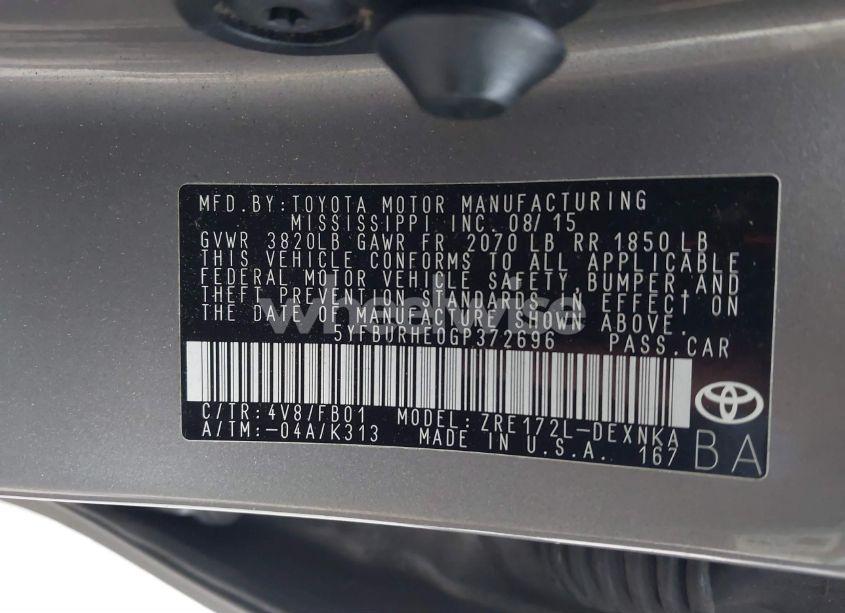 MFD.BY:TOYOTA MOTOR MANUFACTURING
MISSISSIPPI INC. 08/15
GVWR 3820LB GAWR FR 2070 LB RR 1850 LB
THIS VEHICLE CONFORMS TO ALL APPLICABLE
FEDERAL MOTOR VEHICLE SAFETY,BUMPER,AND
THEFT PREVENTION STANDARDS IN EFFECT ON
THE DATE OF MANUFACTURE SHOWN ABOVE.
wheelwise
5YFBURHE0GP372696 PASS.CAR
C/TR:4V8/FB01 MODEL:ZRE172L-DEXNKA
A/TM:-04A/K313 MADE IN U.S.A. 167
BA